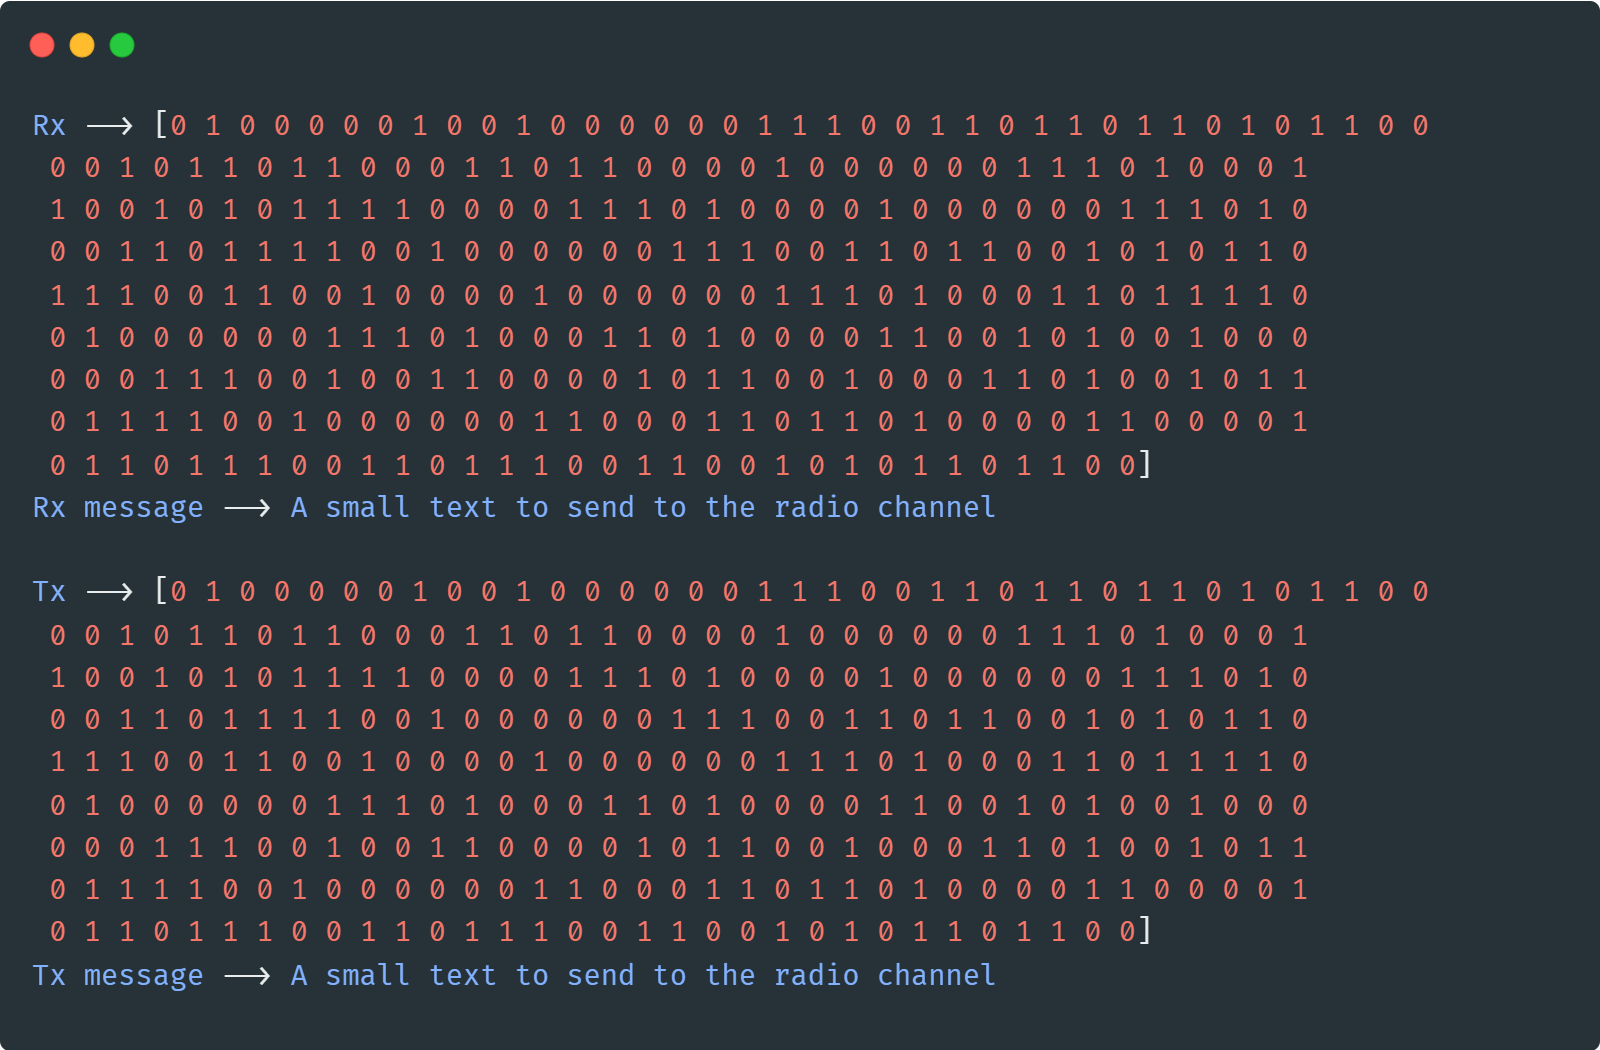 Rx ⟶ [0 1 0 0 0 0 0 1 0 0 1 0 0 0 0 0 0 1 1 1 0 0 1 1 0 1 1 0 1 1 0 1 0 1 1 0 0
0 0 1 0 1 1 0 1 1 0 0 0 1 1 0 1 1 0 0 0 0 1 0 0 0 0 0 0 1 1 1 0 1 0 0 0 1
1 0 0 1 0 1 0 1 1 1 1 0 0 0 0 1 1 1 0 1 0 0 0 0 1 0 0 0 0 0 0 1 1 1 0 1 0
0 0 1 1 0 1 1 1 1 0 0 1 0 0 0 0 0 0 1 1 1 0 0 1 1 0 1 1 0 0 1 0 1 0 1 1 0
1 1 1 0 0 1 1 0 0 1 0 0 0 0 1 0 0 0 0 0 0 1 1 1 0 1 0 0 0 1 1 0 1 1 1 1 0
0 1 0 0 0 0 0 0 1 1 1 0 1 0 0 0 1 1 0 1 0 0 0 0 1 1 0 0 1 0 1 0 0 1 0 0 0
0 0 0 1 1 1 0 0 1 0 0 1 1 0 0 0 0 1 0 1 1 0 0 1 0 0 0 1 1 0 1 0 0 1 0 1 1
0 1 1 1 1 0 0 1 0 0 0 0 0 0 1 1 0 0 0 1 1 0 1 1 0 1 0 0 0 0 1 1 0 0 0 0 1
0 1 1 0 1 1 1 0 0 1 1 0 1 1 1 0 0 1 1 0 0 1 0 1 0 1 1 0 1 1 0 0]
Rx message ⟶ A small text to send to the radio channel
Tx ⟶ [0 1 0 0 0 0 0 1 0 0 1 0 0 0 0 0 0 1 1 1 0 0 1 1 0 1 1 0 1 1 0 1 0 1 1 0 0
0 0 1 0 1 1 0 1 1 0 0 0 1 1 0 1 1 0 0 0 0 1 0 0 0 0 0 0 1 1 1 0 1 0 0 0 1
1 0 0 1 0 1 0 1 1 1 1 0 0 0 0 1 1 1 0 1 0 0 0 0 1 0 0 0 0 0 0 1 1 1 0 1 0
0 0 1 1 0 1 1 1 1 0 0 1 0 0 0 0 0 0 1 1 1 0 0 1 1 0 1 1 0 0 1 0 1 0 1 1 0
1 1 1 0 0 1 1 0 0 1 0 0 0 0 1 0 0 0 0 0 0 1 1 1 0 1 0 0 0 1 1 0 1 1 1 1 0
0 1 0 0 0 0 0 0 1 1 1 0 1 0 0 0 1 1 0 1 0 0 0 0 1 1 0 0 1 0 1 0 0 1 0 0 0
0 0 0 1 1 1 0 0 1 0 0 1 1 0 0 0 0 1 0 1 1 0 0 1 0 0 0 1 1 0 1 0 0 1 0 1 1
0 1 1 1 1 0 0 1 0 0 0 0 0 0 1 1 0 0 0 1 1 0 1 1 0 1 0 0 0 0 1 1 0 0 0 0 1
0 1 1 0 1 1 1 0 0 1 1 0 1 1 1 0 0 1 1 0 0 1 0 1 0 1 1 0 1 1 0 0]
Tx message ⟶ A small text to send to the radio channel